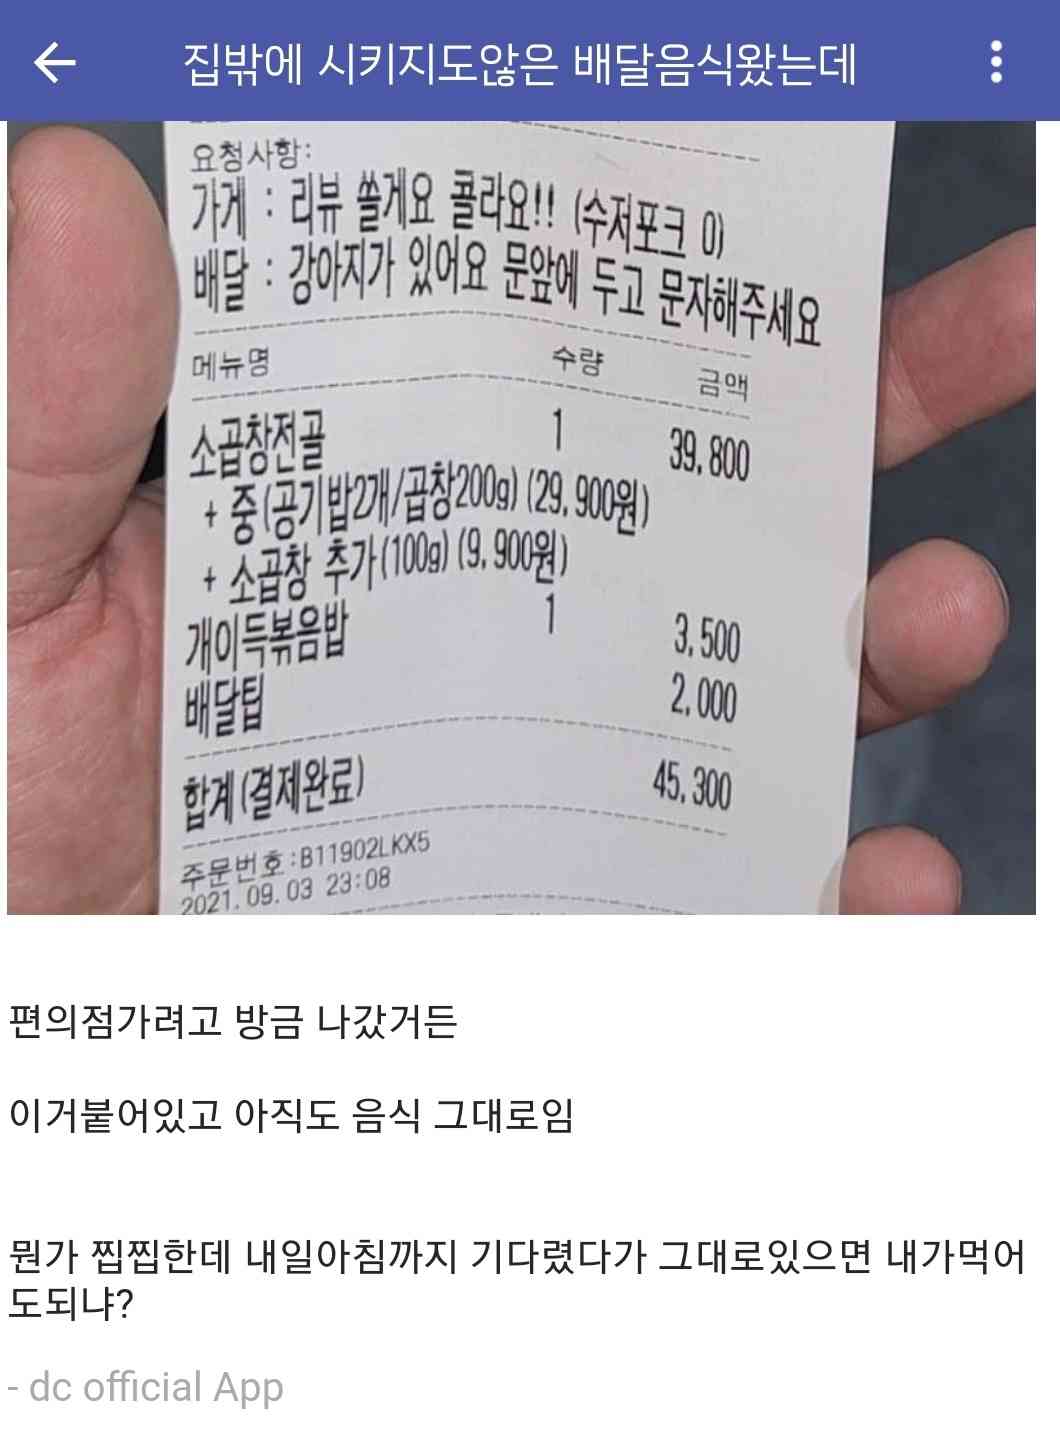 집밖에 시키지도않은 배달음식왔는데
요청사항:
가게 : 리뷰 쓸게요 콜라요!! (수저포크 0)
배달 : 강아지가 있어요 문앞에 두고 문자해주세요
메뉴명 수량 금액
소곱창전골 1 39,800
+ 중(공기밥2개/곱창200g) (29,900원)
+ 소곱창 추가(100g) (9,900원)
개이득볶음밥 1 3,500
배달팁 2,000
합계(결제완료) 45,300
주문번호:B11902LKX5
2021.09.03 23:08
편의점가려고 방금 나갔거든
이거붙어있고 아직도 음식 그대로임
뭔가 찝찝한데 내일아침까지 기다렸다가 그대로있으면 내가먹어
도되냐?
- dc official App